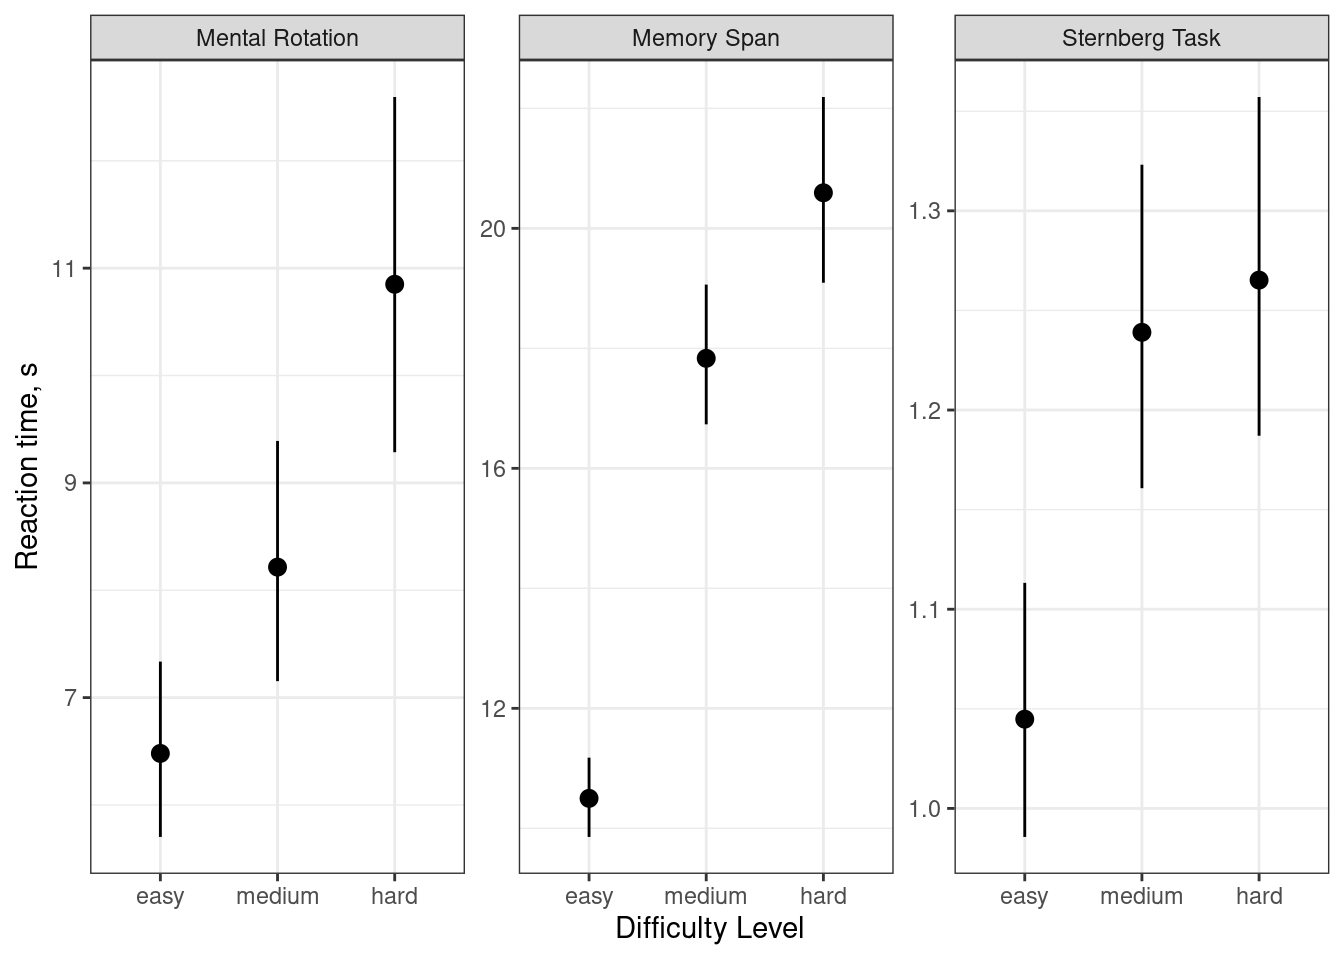 Mental Rotation
Memory Span
Sternberg Task
Reaction time, s
11
9
7
20
16
12
1.3
1.2
1.1
1.0
easy medium hard
easy medium hard
easy medium hard
Difficulty Level